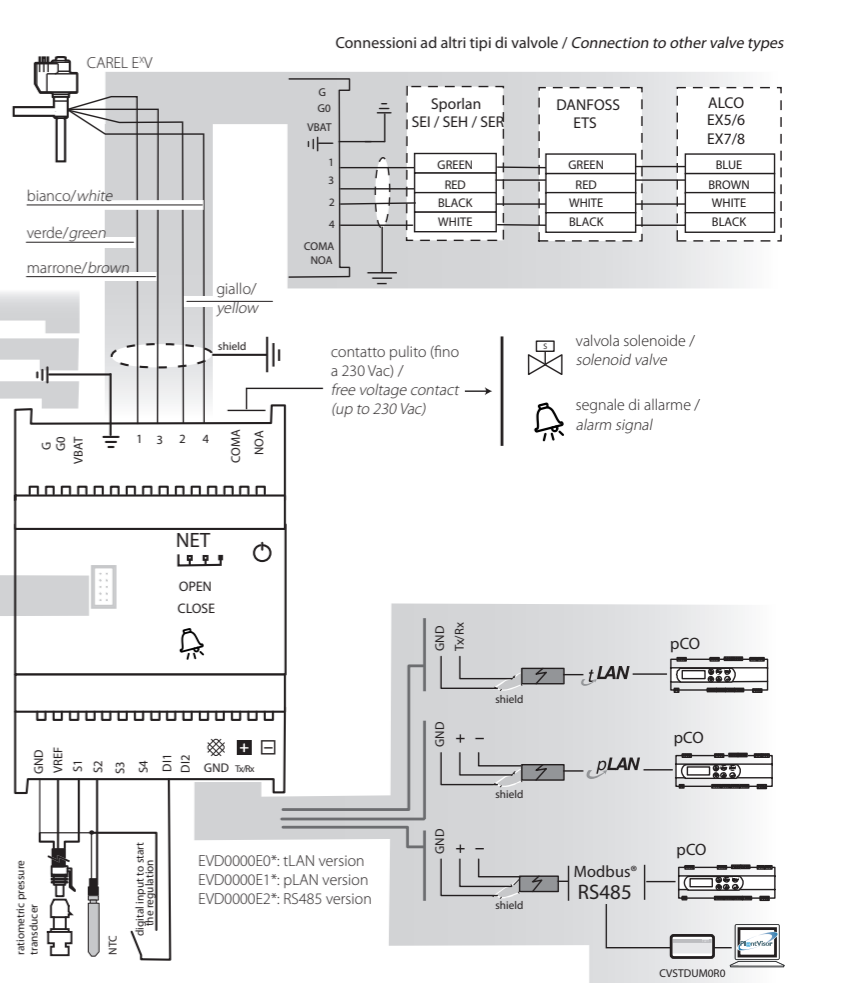 Connessioni ad altri tipi di valvole / Connection to other valve types
CAREL EXV
G
G0
VBAT
1
3
2
4
COMA
NOA
Sporlan
SEI / SEH / SER
GREEN
RED
BLACK
WHITE
DANFOSS
ETS
GREEN
RED
WHITE
BLACK
ALCO
EX5/6
EX7/8
BLUE
BROWN
WHITE
BLACK
bianco/white
verde/green
marrone/brown
giallo/
yellow
shield
contatto pulito (fino
a 230 Vac) /
free voltage contact
(up to 230 Vac)
S
valvola solenoide /
solenoid valve
segnale di allarme /
alarm signal
G
G0
VBAT
1
3
2
4
COMA
NOA
NET
OPEN
CLOSE
GND
VREF
S1
S2
S3
S4
DI1
DI2
GND
Tx/Rx
ratiometric pressure
transducer
NTC
digital input to start
the regulation
EVD0000E0*: tLAN version
EVD0000E1*: pLAN version
EVD0000E2*: RS485 version
GND
Tx/Rx
shield
tLAN
pCO
GND
+
−
shield
pLAN
pCO
GND
+
−
shield
Modbus®
RS485
pCO
PlantVisor
CVSTDUM0R0